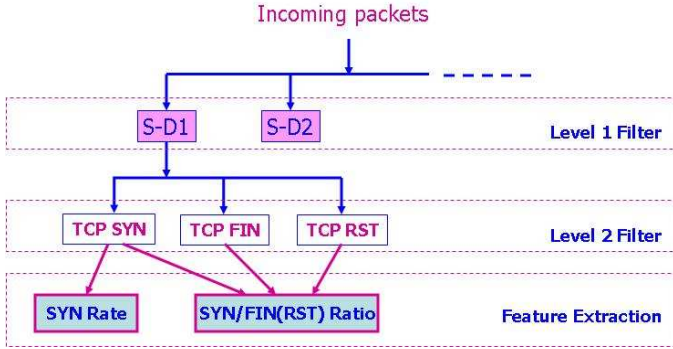 Incoming packets
S-D1
S-D2
Level 1 Filter
TCP SYN
TCP FIN
TCP RST
Level 2 Filter
SYN Rate
SYN/FIN(RST) Ratio
Feature Extraction